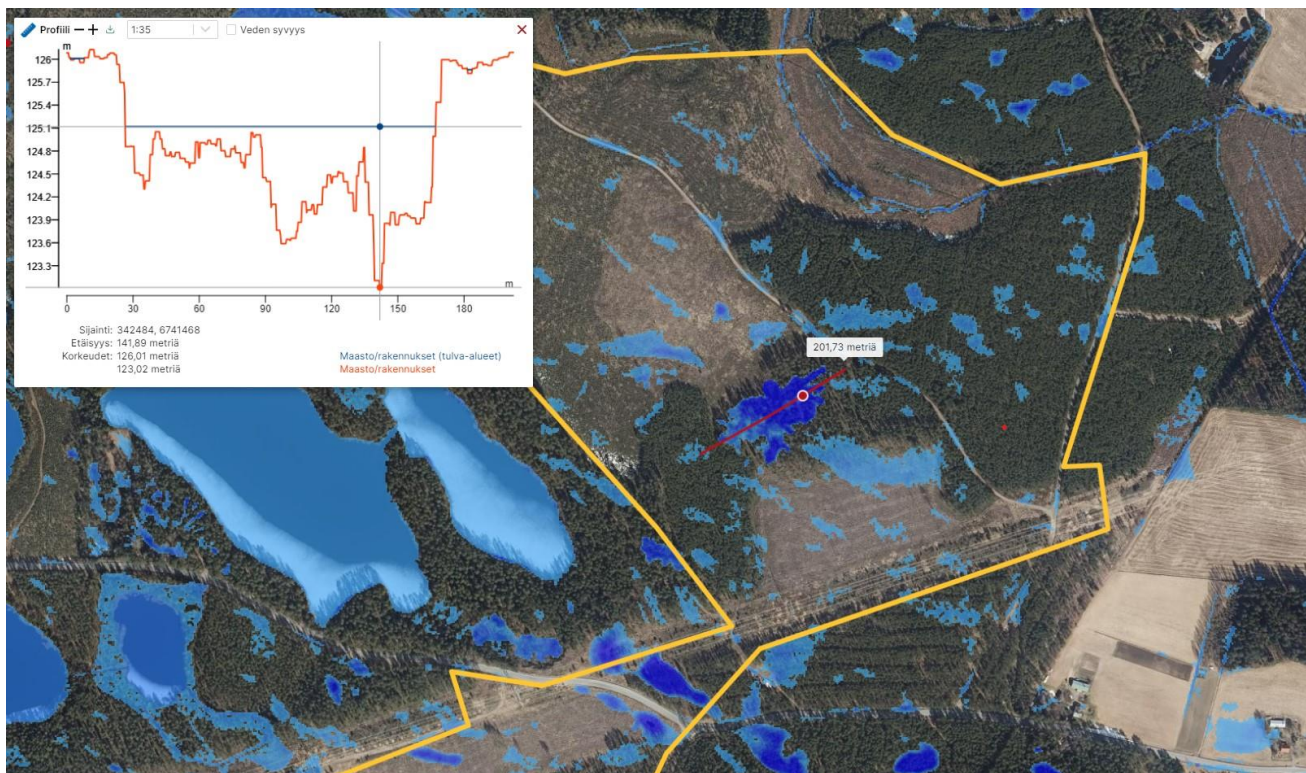 Profiili
1:35
Veden syvyys
m
126
125.7
125.4
125.1
124.8
124.5
124.2
123.9
123.6
123.3
m
0 30 60 90 120 150 180
Sijainti: 342484, 6741468
Etäisyys: 141,89 metriä
Korkeudet: 126,01 metriä Maasto/rakennukset (tulva-alueet)
123,02 metriä Maasto/rakennukset
201,73 metriä